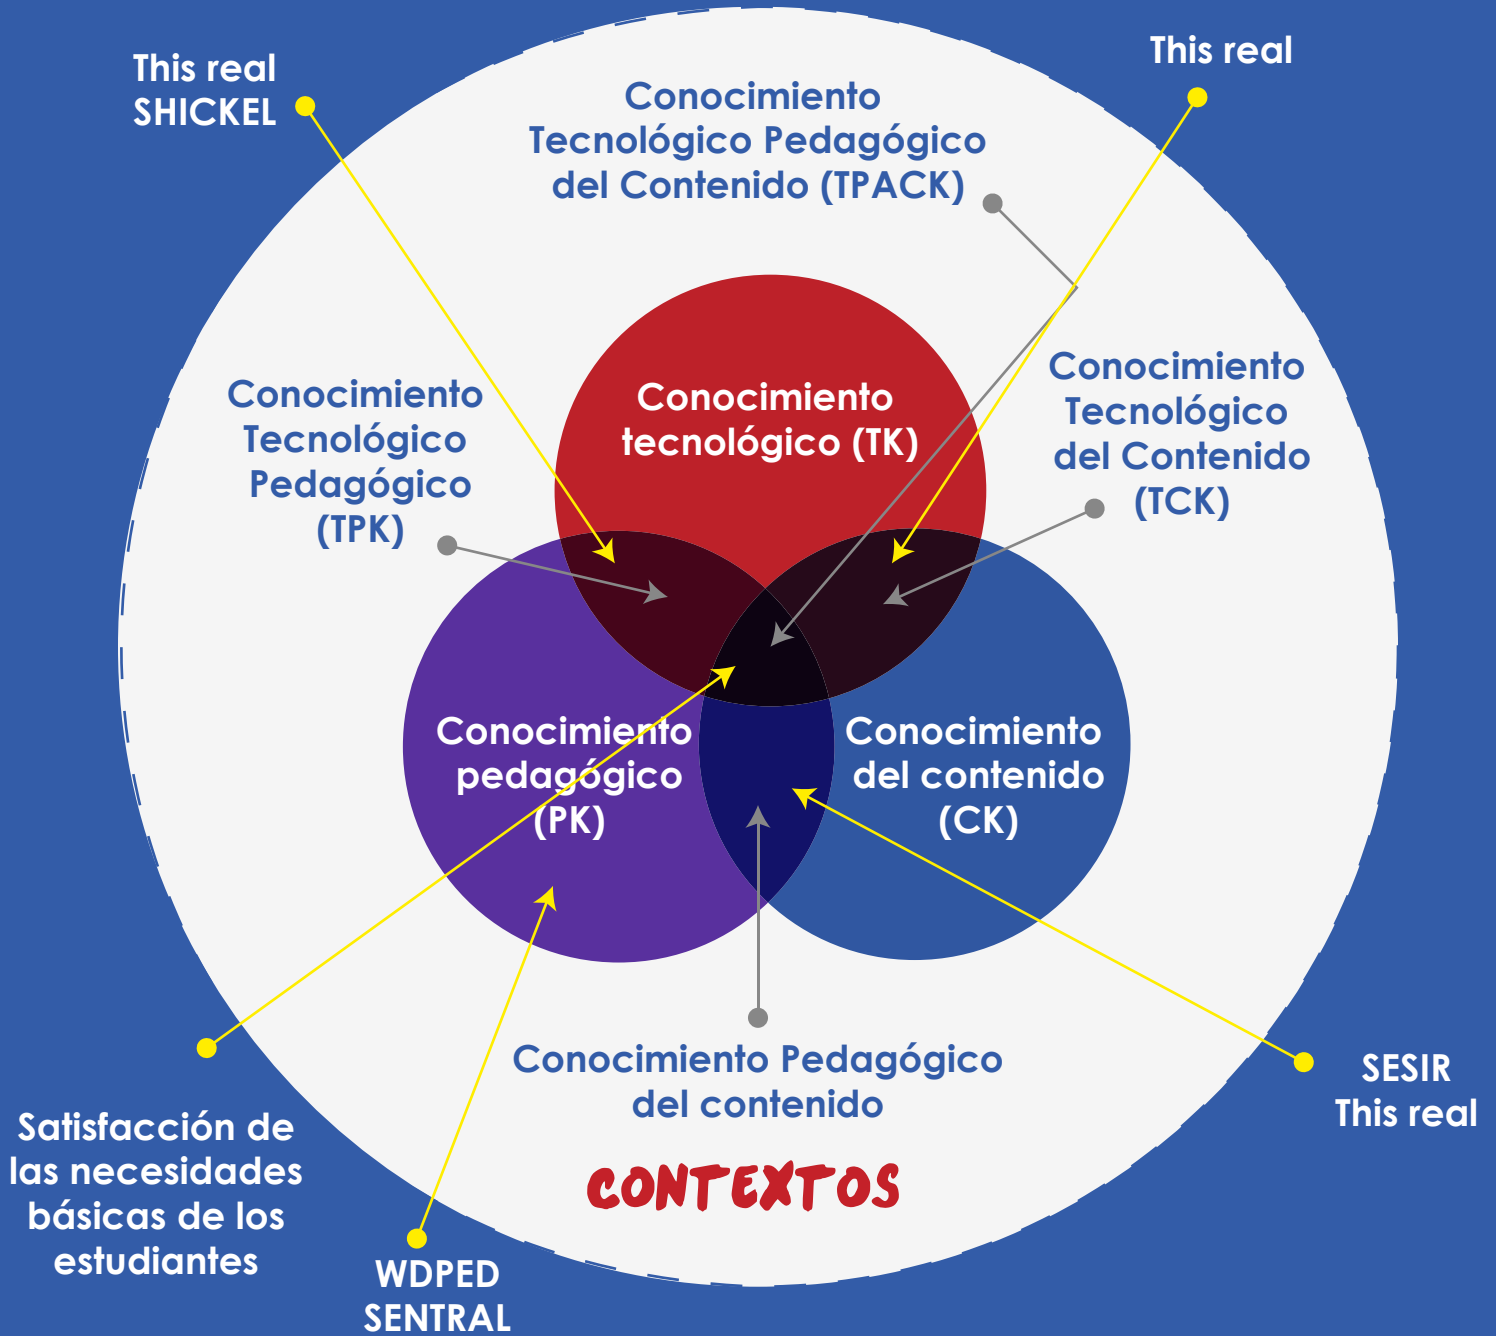 This real
SHICKEL
This real
Conocimiento
Tecnológico Pedagógico
del Contenido (TPACK)
Conocimiento
Tecnológico
Pedagógico
(TPK)
Conocimiento
tecnológico (TK)
Conocimiento
Tecnológico
del Contenido
(TCK)
Conocimiento
pedagógico
(PK)
Conocimiento
del contenido
(CK)
Conocimiento Pedagógico
del contenido
CONTEXTOS
Satisfacción de
las necesidades
básicas de los
estudiantes
WDPED
SENTRAL
SESIR
This real